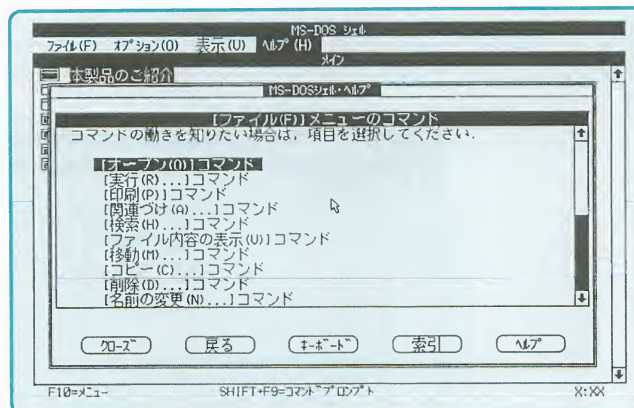 MS-DOS ｼｪﾙ
ﾌｧｲﾙ(F) ｵﾌﾟｼｮﾝ(O) 表示(U) ﾍﾙﾌﾟ(H)
ﾒｲﾝ
本製品のご紹介
MS-DOSｼｪﾙ･ﾍﾙﾌﾟ
[ファイル(F)]メニューのコマンド
コマンドの働きを知りたい場合は，項目を選択してください．
[オープン(O)]コマンド
[実行(R)...]コマンド
[印刷(P)]コマンド
[関連づけ(A)...]コマンド
[検索(H)...]コマンド
[ファイル内容の表示(U)]コマンド
[移動(M)...]コマンド
[コピー(C)...]コマンド
[削除(D)...]コマンド
[名前の変更(N)...]コマンド
ｸﾛｰｽﾞ 戻る ｷｰﾎﾞｰﾄﾞ 索引 ﾍﾙﾌﾟ
F10=ﾒﾆｭｰ SHIFT+F9=ｺﾏﾝﾄﾞﾌﾟﾛﾝﾌﾟﾄ X:XX